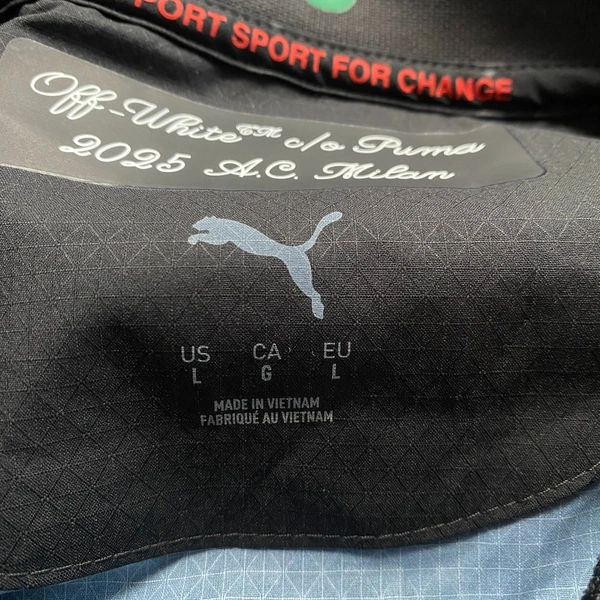 PORT SPORT FOR CHANGE
Off-White™ c/o Puma
2025 A.C. Milan
US CA EU
L G L
MADE IN VIETNAM
FABRIQUÉ AU VIETNAM